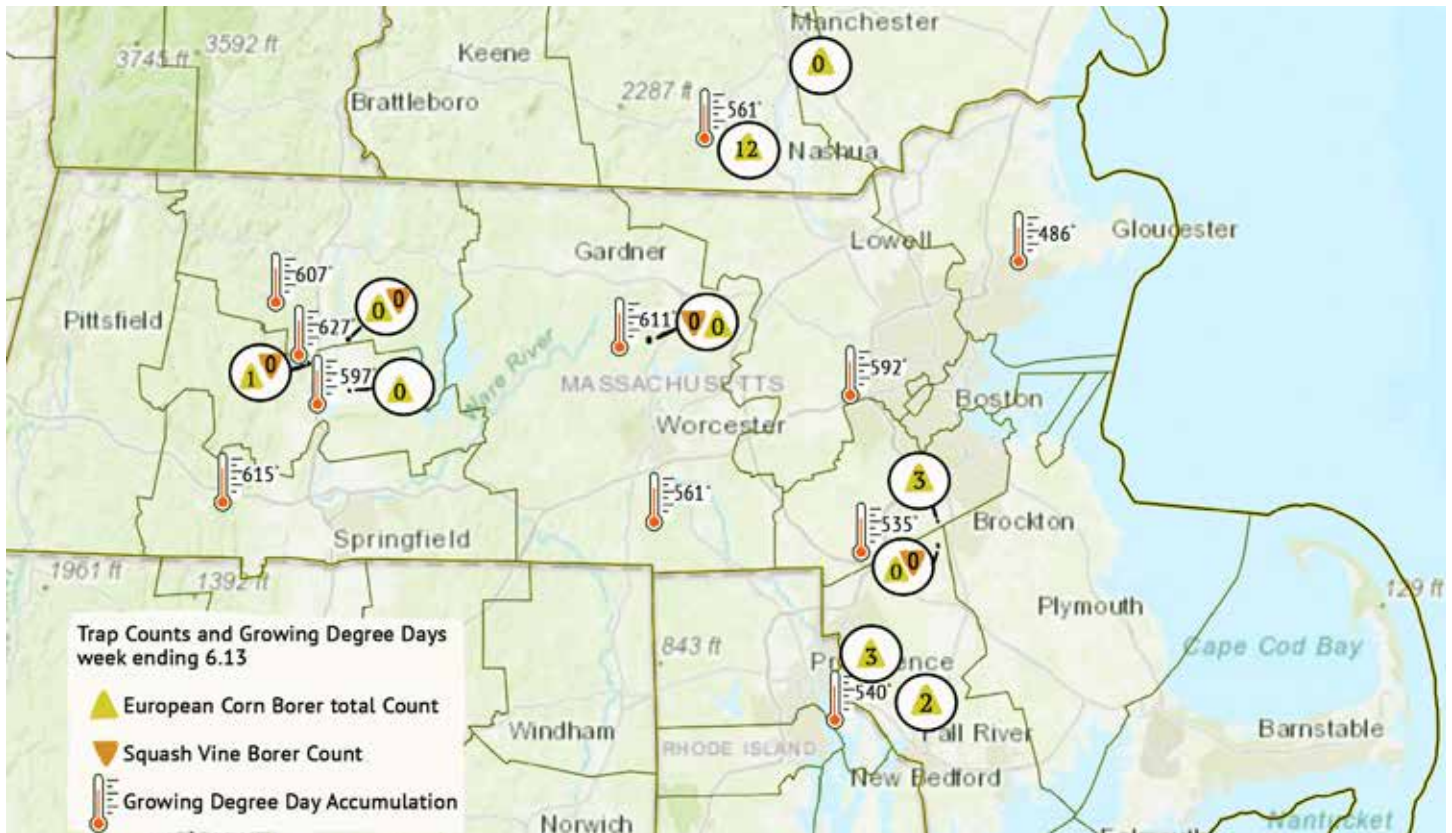 Manchester
3745 ft
3592 ft
Keene
0
Brattleboro
2287 ft
561°
12
Nashua
Gardner
Lowell
486°
Gloucester
607°
Pittsfield
0 0
627°
611°
0 0
1 0
597°
0
Ware River
MASSACHUSETTS
592°
Boston
Worcester
615°
561°
3
Springfield
535°
Brockton
0 0
1961 ft
1392 ft
129 ft
Plymouth
Trap Counts and Growing Degree Days
week ending 6.13
843 ft
3
Cape Cod Bay
540°
2
European Corn Borer total Count
Windham
Fall River
Barnstable
Squash Vine Borer Count
RHODE ISLAND
New Bedford
Growing Degree Day Accumulation
Norwich
Nantucket